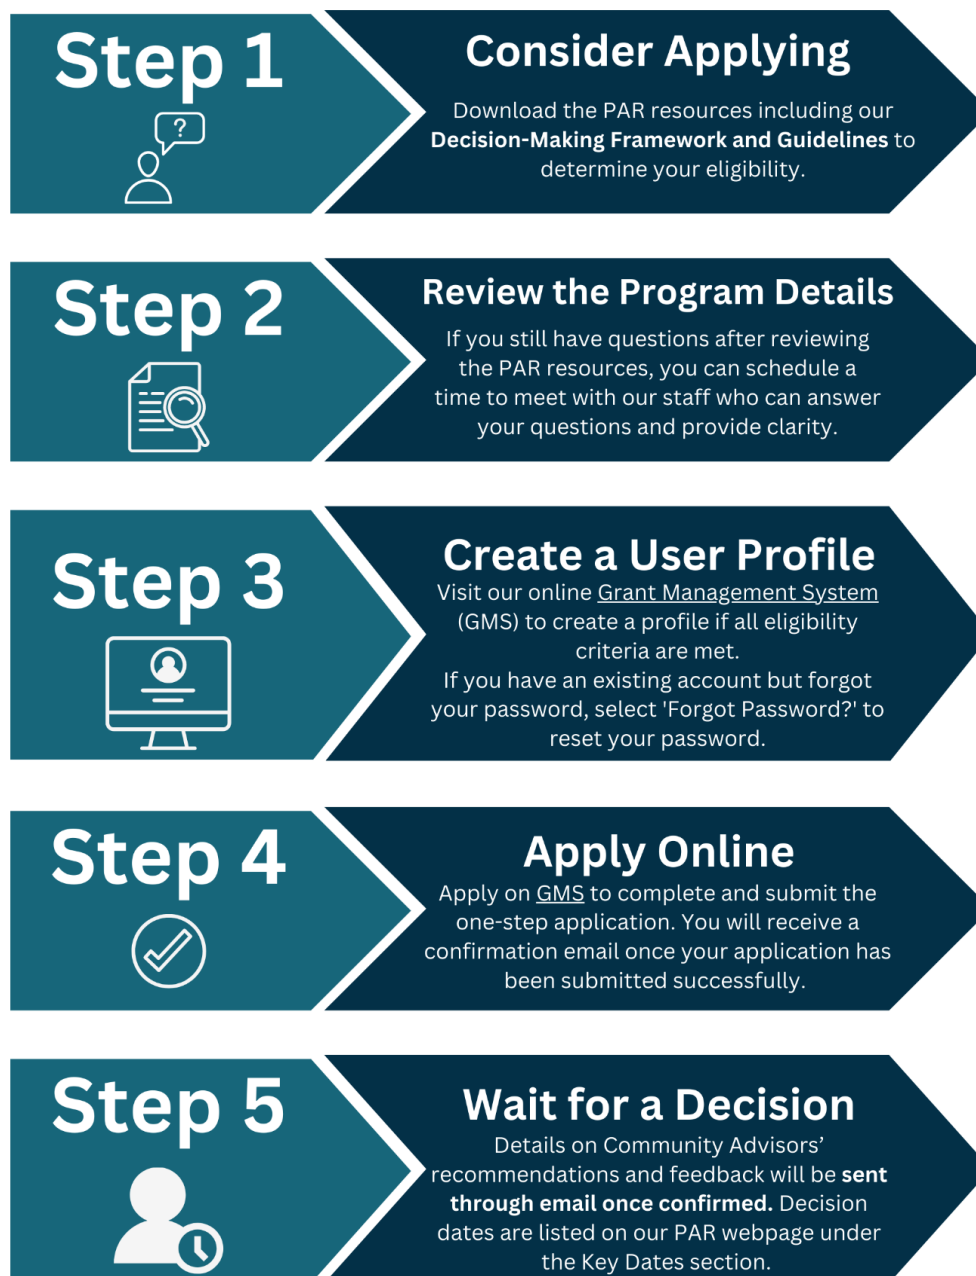 Step 1
?
Consider Applying
Download the PAR resources including our
Decision-Making Framework and Guidelines to
determine your eligibility.
Step 2
Review the Program Details
If you still have questions after reviewing
the PAR resources, you can schedule a
time to meet with our staff who can answer
your questions and provide clarity.
Step 3
Create a User Profile
Visit our online Grant Management System
(GMS) to create a profile if all eligibility
criteria are met.
If you have an existing account but forgot
your password, select 'Forgot Password?' to
reset your password.
Step 4
Apply Online
Apply on GMS to complete and submit the
one-step application. You will receive a
confirmation email once your application has
been submitted successfully.
Step 5
Wait for a Decision
Details on Community Advisors’
recommendations and feedback will be sent
through email once confirmed. Decision
dates are listed on our PAR webpage under
the Key Dates section.